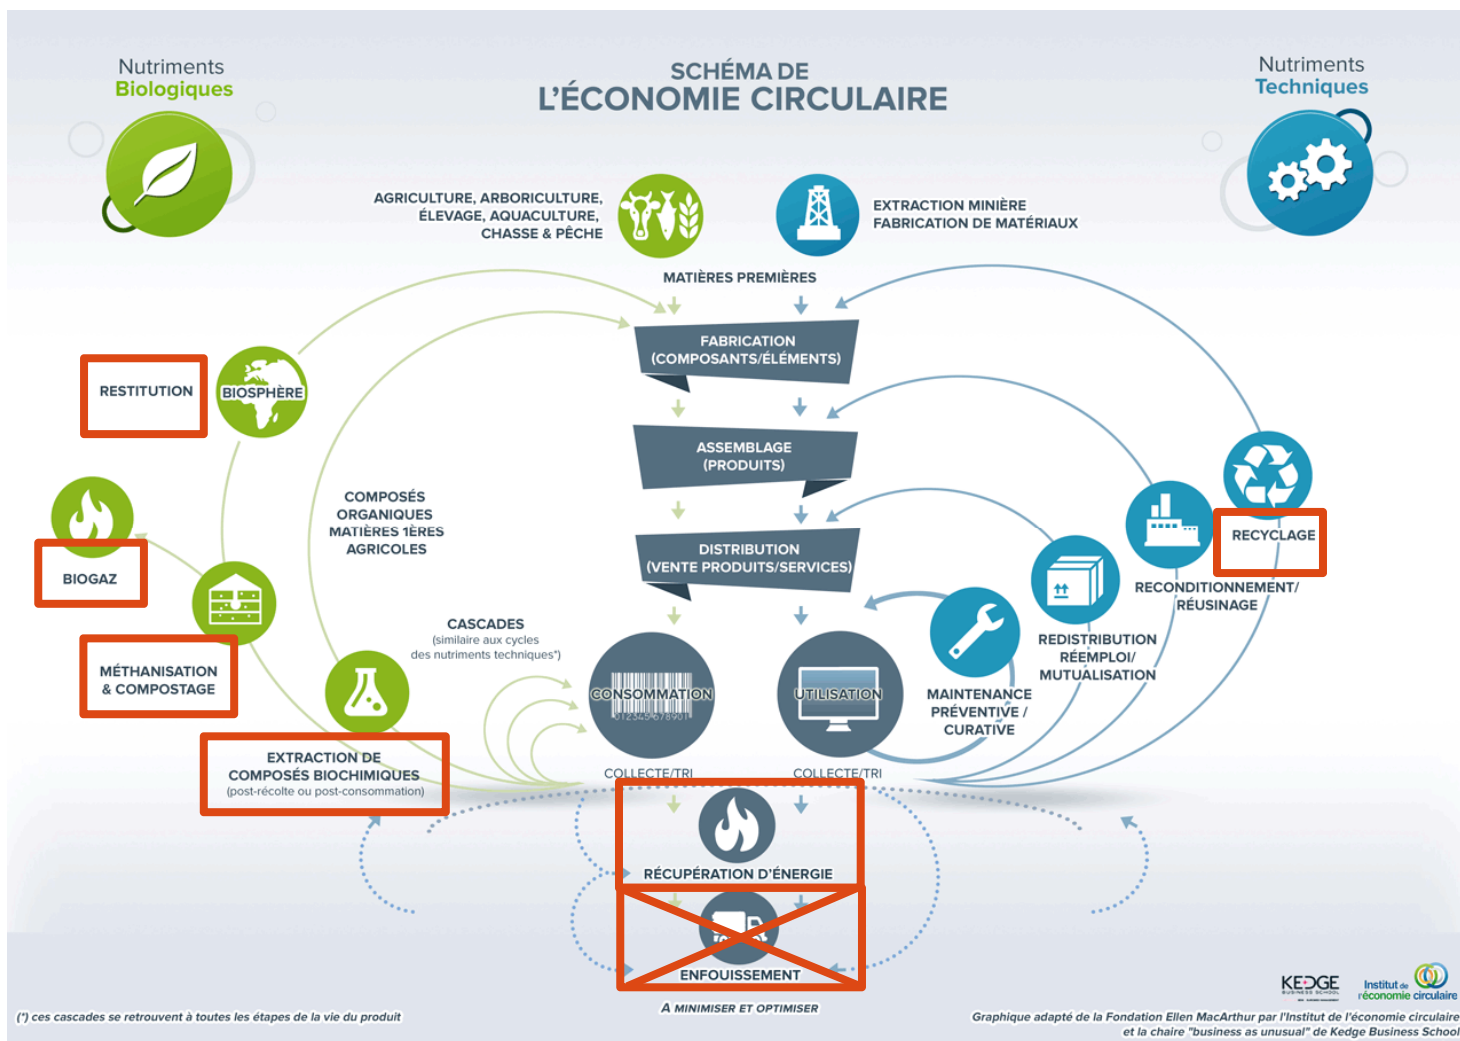 Nutriments
Biologiques
SCHÉMA DE
L'ÉCONOMIE CIRCULAIRE
Nutriments
Techniques
AGRICULTURE, ARBORICULTURE,
ÉLEVAGE, AQUACULTURE,
CHASSE & PÊCHE
EXTRACTION MINIÈRE
FABRICATION DE MATÉRIAUX
MATIÈRES PREMIÈRES
FABRICATION
(COMPOSANTS/ÉLÉMENTS)
RESTITUTION
BIOSPHÈRE
ASSEMBLAGE
(PRODUITS)
COMPOSÉS
ORGANIQUES
MATIÈRES 1ÈRES
AGRICOLES
RECYCLAGE
DISTRIBUTION
(VENTE PRODUITS/SERVICES)
BIOGAZ
RECONDITIONNEMENT/
RÉUSINAGE
CASCADES
(similaire aux cycles
des nutriments techniques*)
REDISTRIBUTION
RÉEMPLOI/
MUTUALISATION
MÉTHANISATION
& COMPOSTAGE
CONSOMMATION
012345678901
UTILISATION
MAINTENANCE
PRÉVENTIVE /
CURATIVE
EXTRACTION DE
COMPOSÉS BIOCHIMIQUES
(post-récolte ou post-consommation)
COLLECTE/TRI
COLLECTE/TRI
RÉCUPÉRATION D'ÉNERGIE
ENFOUISSEMENT
A MINIMISER ET OPTIMISER
KEDGE
BUSINESS SCHOOL
Institut de
l'économie circulaire
(*) ces cascades se retrouvent à toutes les étapes de la vie du produit
Graphique adapté de la Fondation Ellen MacArthur par l'Institut de l'économie circulaire
et la chaire "business as unusual" de Kedge Business School